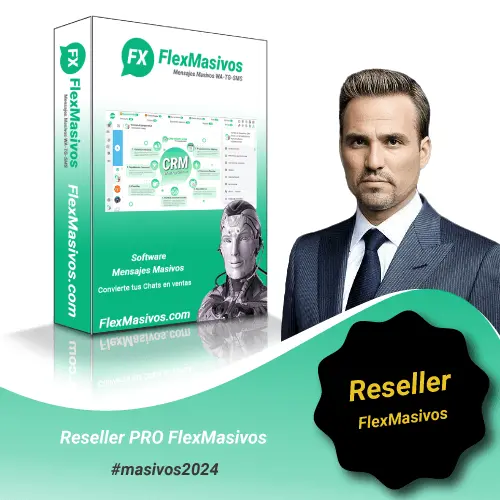 FX FlexMasivos
Mensajes Masivos WA-TG-SMS
FX
FlexMasivos
Mensajes Masivos WA-TG-SMS
FlexMasivos
FlexMasivos.com
CRM
Software
Mensajes Masivos
Convierte tus Chats en ventas
FlexMasivos.com
Reseller
FlexMasivos
Reseller PRO FlexMasivos
#masivos2024